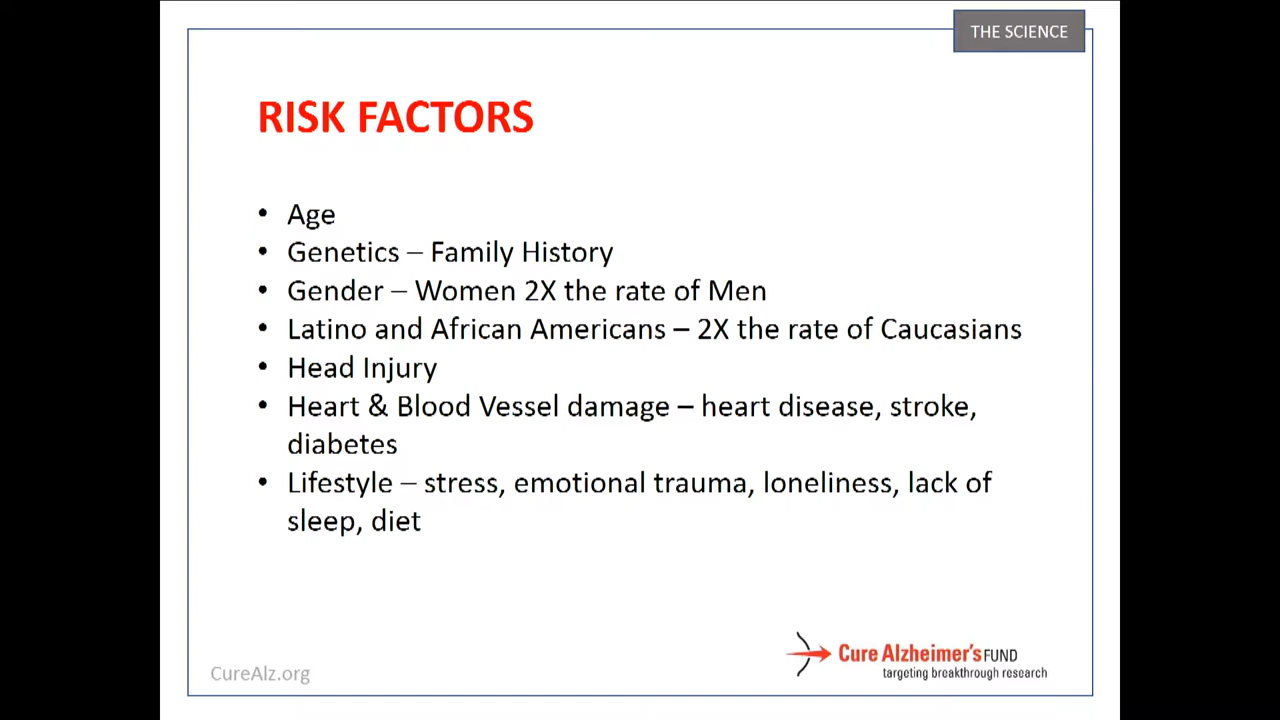 THE SCIENCE
RISK FACTORS
• Age
• Genetics – Family History
• Gender – Women 2X the rate of Men
• Latino and African Americans – 2X the rate of Caucasians
• Head Injury
• Heart & Blood Vessel damage – heart disease, stroke,
diabetes
• Lifestyle – stress, emotional trauma, loneliness, lack of
sleep, diet
CureAlz.org
Cure Alzheimer's FUND
targeting breakthrough research